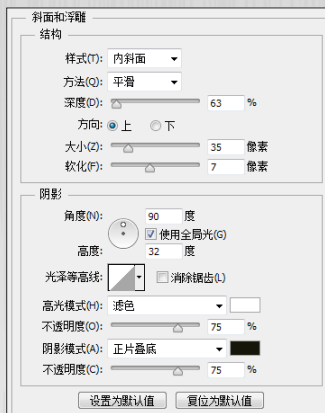 斜面和浮雕
结构
样式(T): 内斜面
方法(Q): 平滑
深度(D): 63 %
方向: 上 下
大小(Z): 35 像素
软化(F): 7 像素
阴影
角度(N): 90 度
使用全局光(G)
高度: 32 度
光泽等高线: 消除锯齿(L)
高光模式(H): 滤色
不透明度(O): 75 %
阴影模式(A): 正片叠底
不透明度(C): 75 %
设置为默认值 复位为默认值